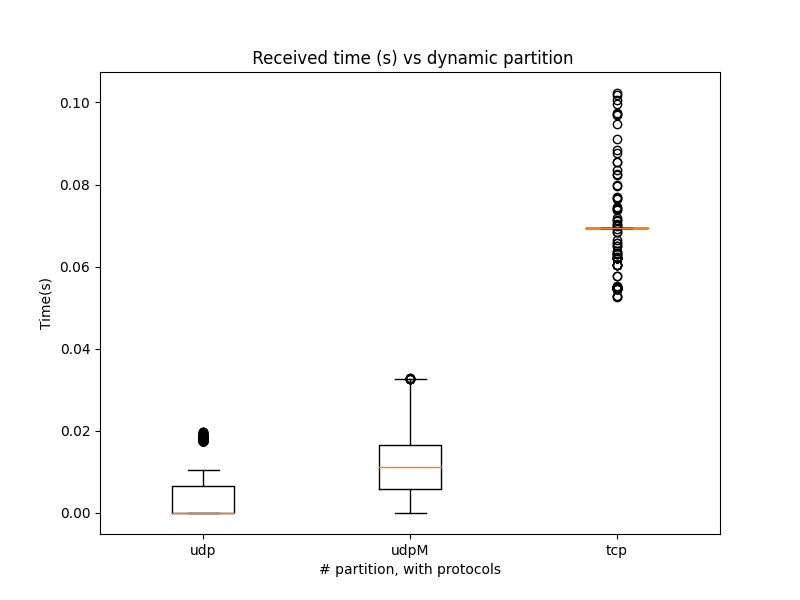 Received time (s) vs dynamic partition
0.10
0.08
0.06
0.04
0.02
0.00
Time(s)
udp udpM tcp
# partition, with protocols